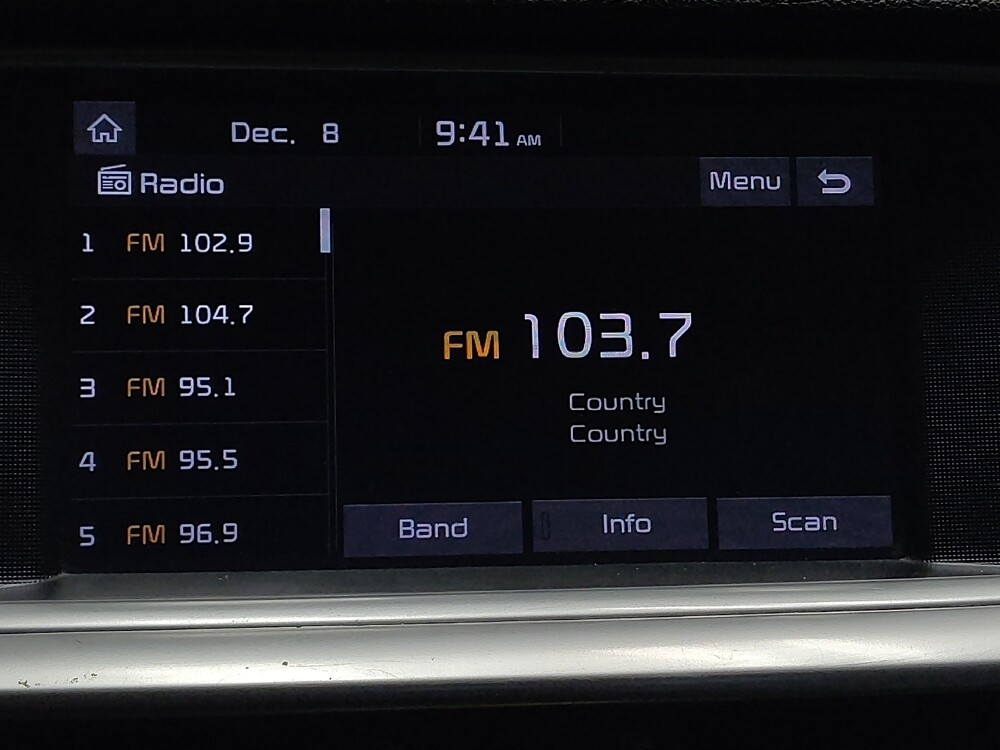 Dec. 8 9:41 AM
Radio Menu
1 FM 102.9
2 FM 104.7
3 FM 95.1
4 FM 95.5
5 FM 96.9
FM 103.7
Country
Country
Band Info Scan